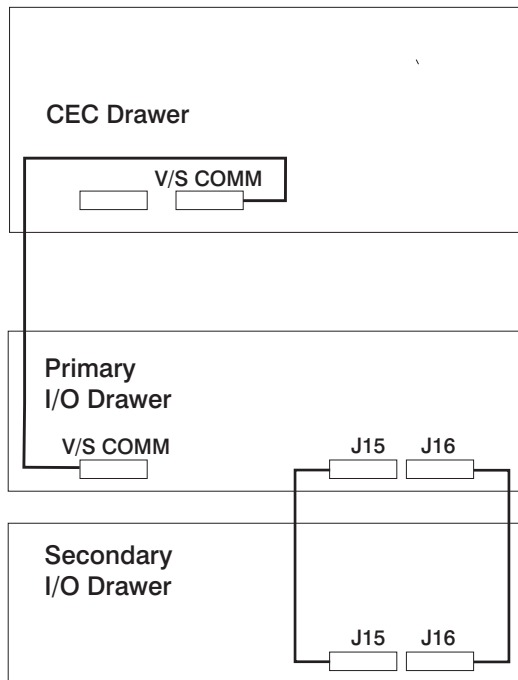 CEC Drawer
V/S COMM
Primary
I/O Drawer
V/S COMM
J15 J16
Secondary
I/O Drawer
J15 J16